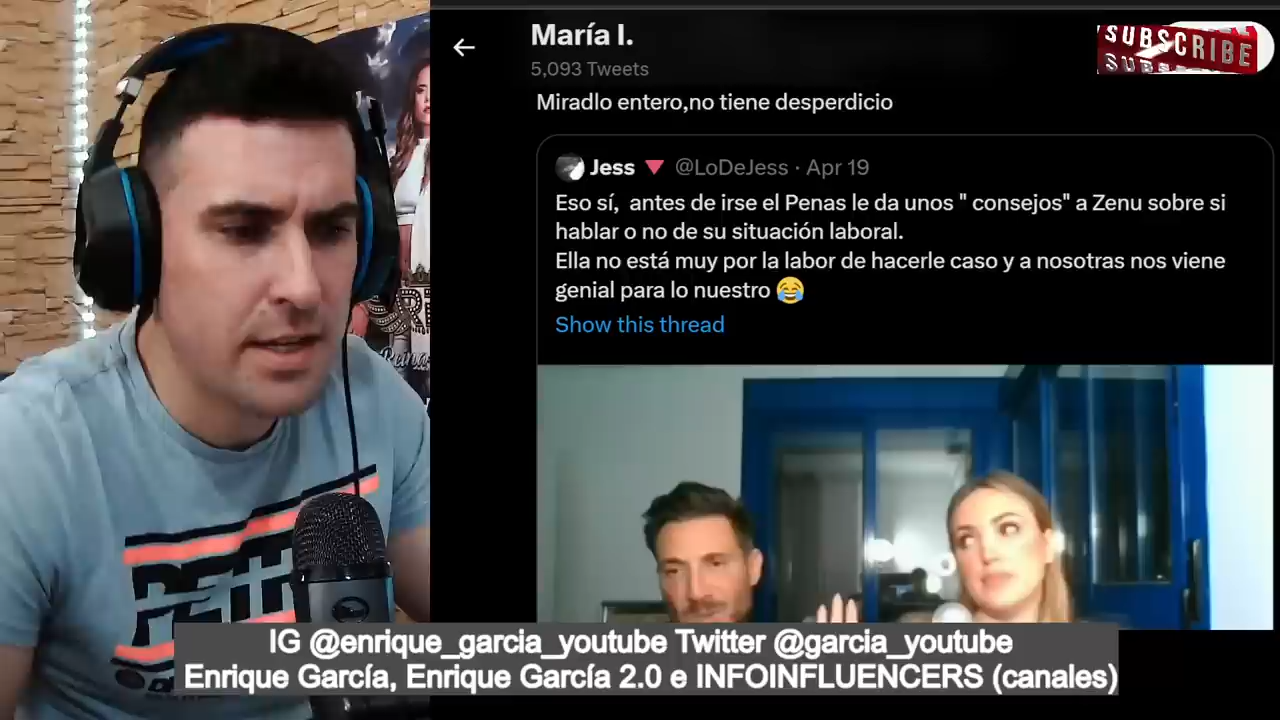 María I.
5,093 Tweets
SUBSCRIBE
Miradlo entero,no tiene desperdicio
Jess @LoDeJess · Apr 19
Eso sí, antes de irse el Penas le da unos " consejos" a Zenu sobre si
hablar o no de su situación laboral.
Ella no está muy por la labor de hacerle caso y a nosotras nos viene
genial para lo nuestro 😂
Show this thread
IG @enrique_garcia_youtube Twitter @garcia_youtube
Enrique García, Enrique García 2.0 e INFOINFLUENCERS (canales)